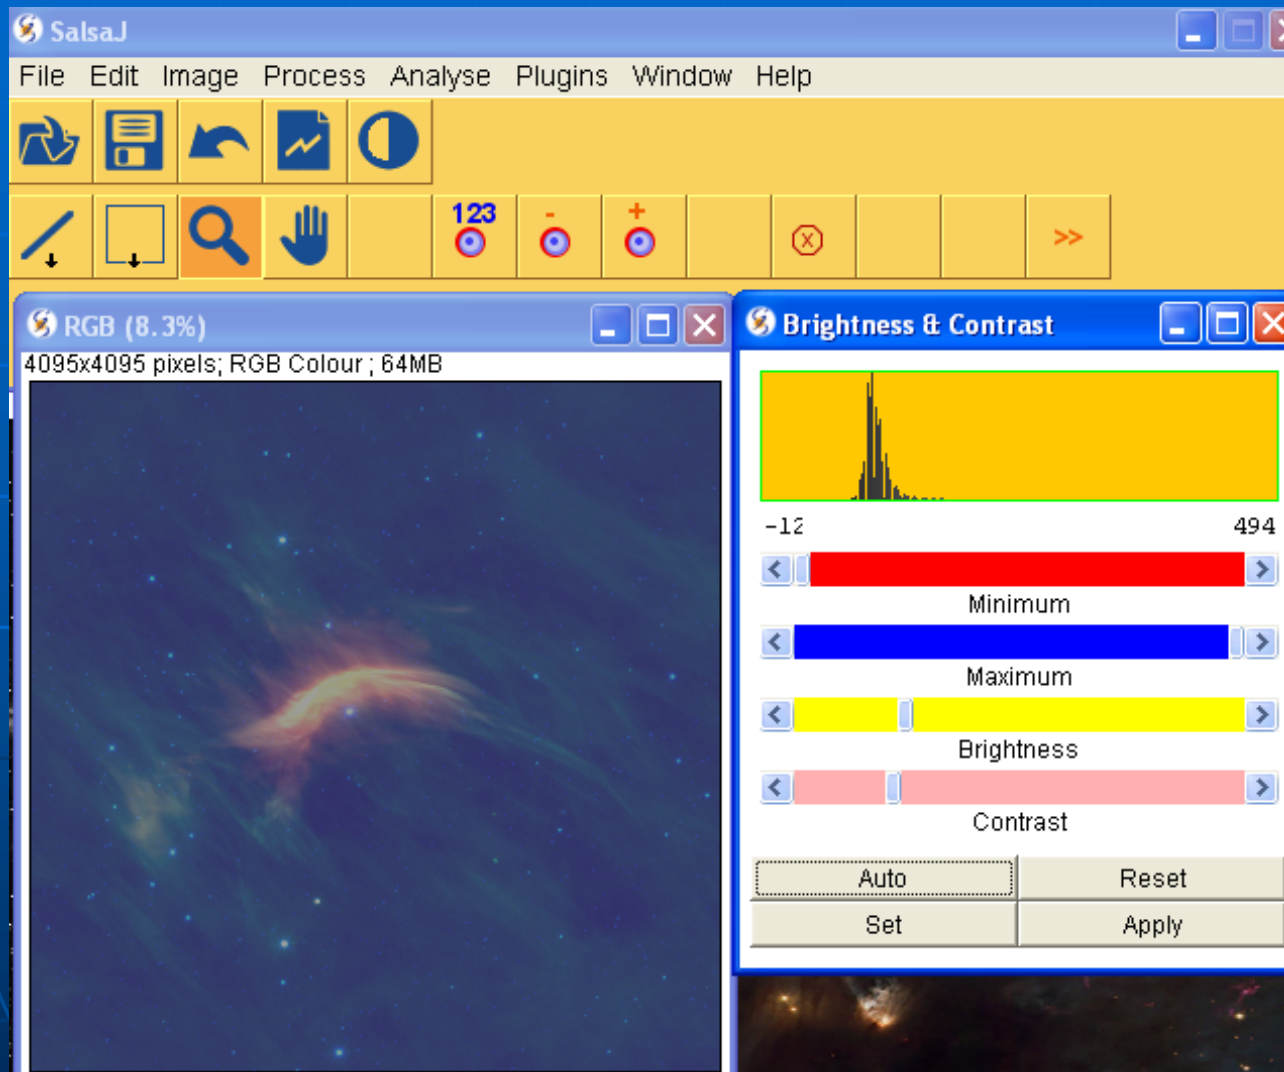 SalsaJ
File Edit Image Process Analyse Plugins Window Help
123
- +
x
>>
RGB (8.3%)
4095x4095 pixels; RGB Colour ; 64MB
Brightness & Contrast
-12 494
Minimum
Maximum
Brightness
Contrast
Auto Reset
Set Apply